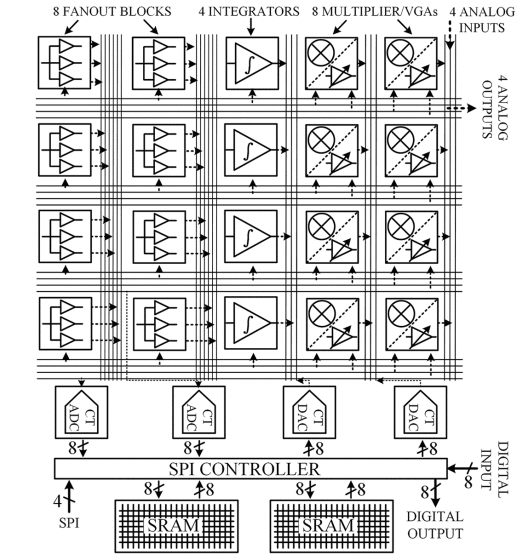 8 FANOUT BLOCKS
4 INTEGRATORS
8 MULTIPLIER/VGAs
4 ANALOG
INPUTS
4 ANALOG
OUTPUTS
∫
∫
∫
∫
CT
ADC
CT
ADC
CT
DAC
CT
DAC
8
8
8
8
SPI CONTROLLER
DIGITAL
INPUT
8
4
SPI
8
8
8
8
8
DIGITAL
OUTPUT
SRAM
SRAM